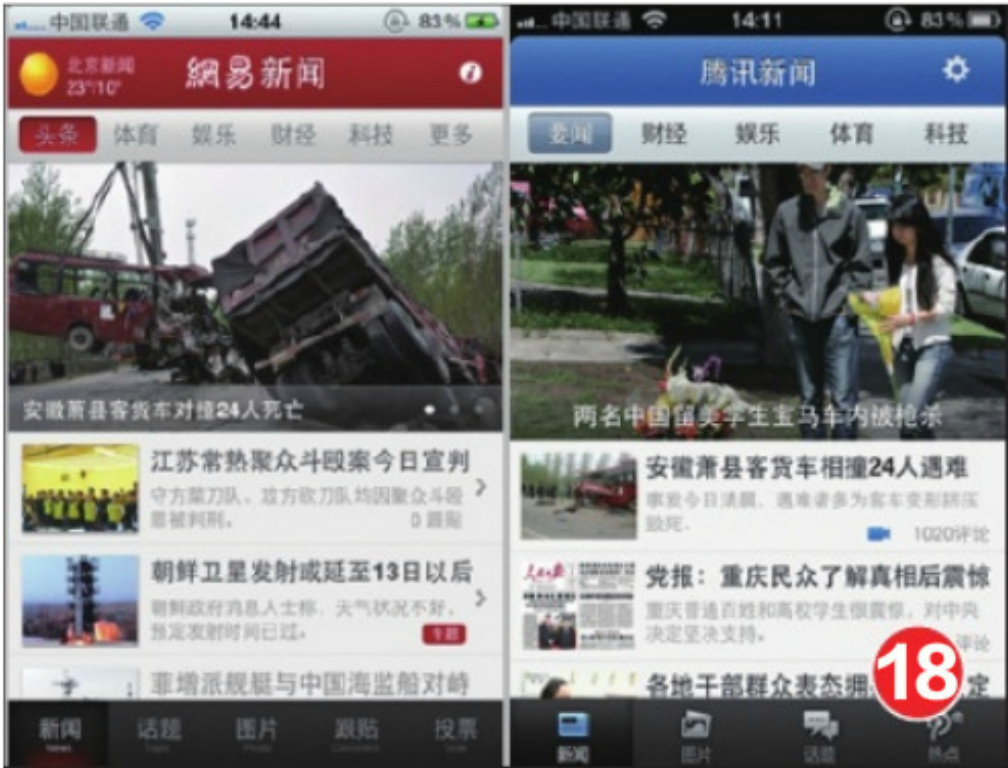 中国联通
14:44
83%
北京新闻
23°/10°
網易新闻
头条 体育 娱乐 财经 科技 更多
安徽萧县客货车对撞24人死亡
江苏常熟聚众斗殴案今日宣判
守方菜刀队、攻方砍刀队均因聚众斗殴
罪被判刑。
0 跟贴
朝鲜卫星发射或延至13日以后
朝鲜政府消息人士称，天气状况不好，
预定发射时间已过。
专题
菲增派舰艇与中国海监船对峙
新闻 话题 图片 跟贴 投票
News Topic Photo Comment Vote
中国联通
14:11
83%
腾讯新闻
要闻 财经 娱乐 体育 科技
两名中国留美学生宝马车内被枪杀
安徽萧县客货车相撞24人遇难
事发今日凌晨，遇难者多为客车变形挤压
致死。
1020评论
人民日报
党报：重庆民众了解真相后震惊
重庆普通百姓和高校学生很震惊，对中央
决定坚决支持。
评论
各地干部群众表态拥
定
18
新闻 图片 话题 热点